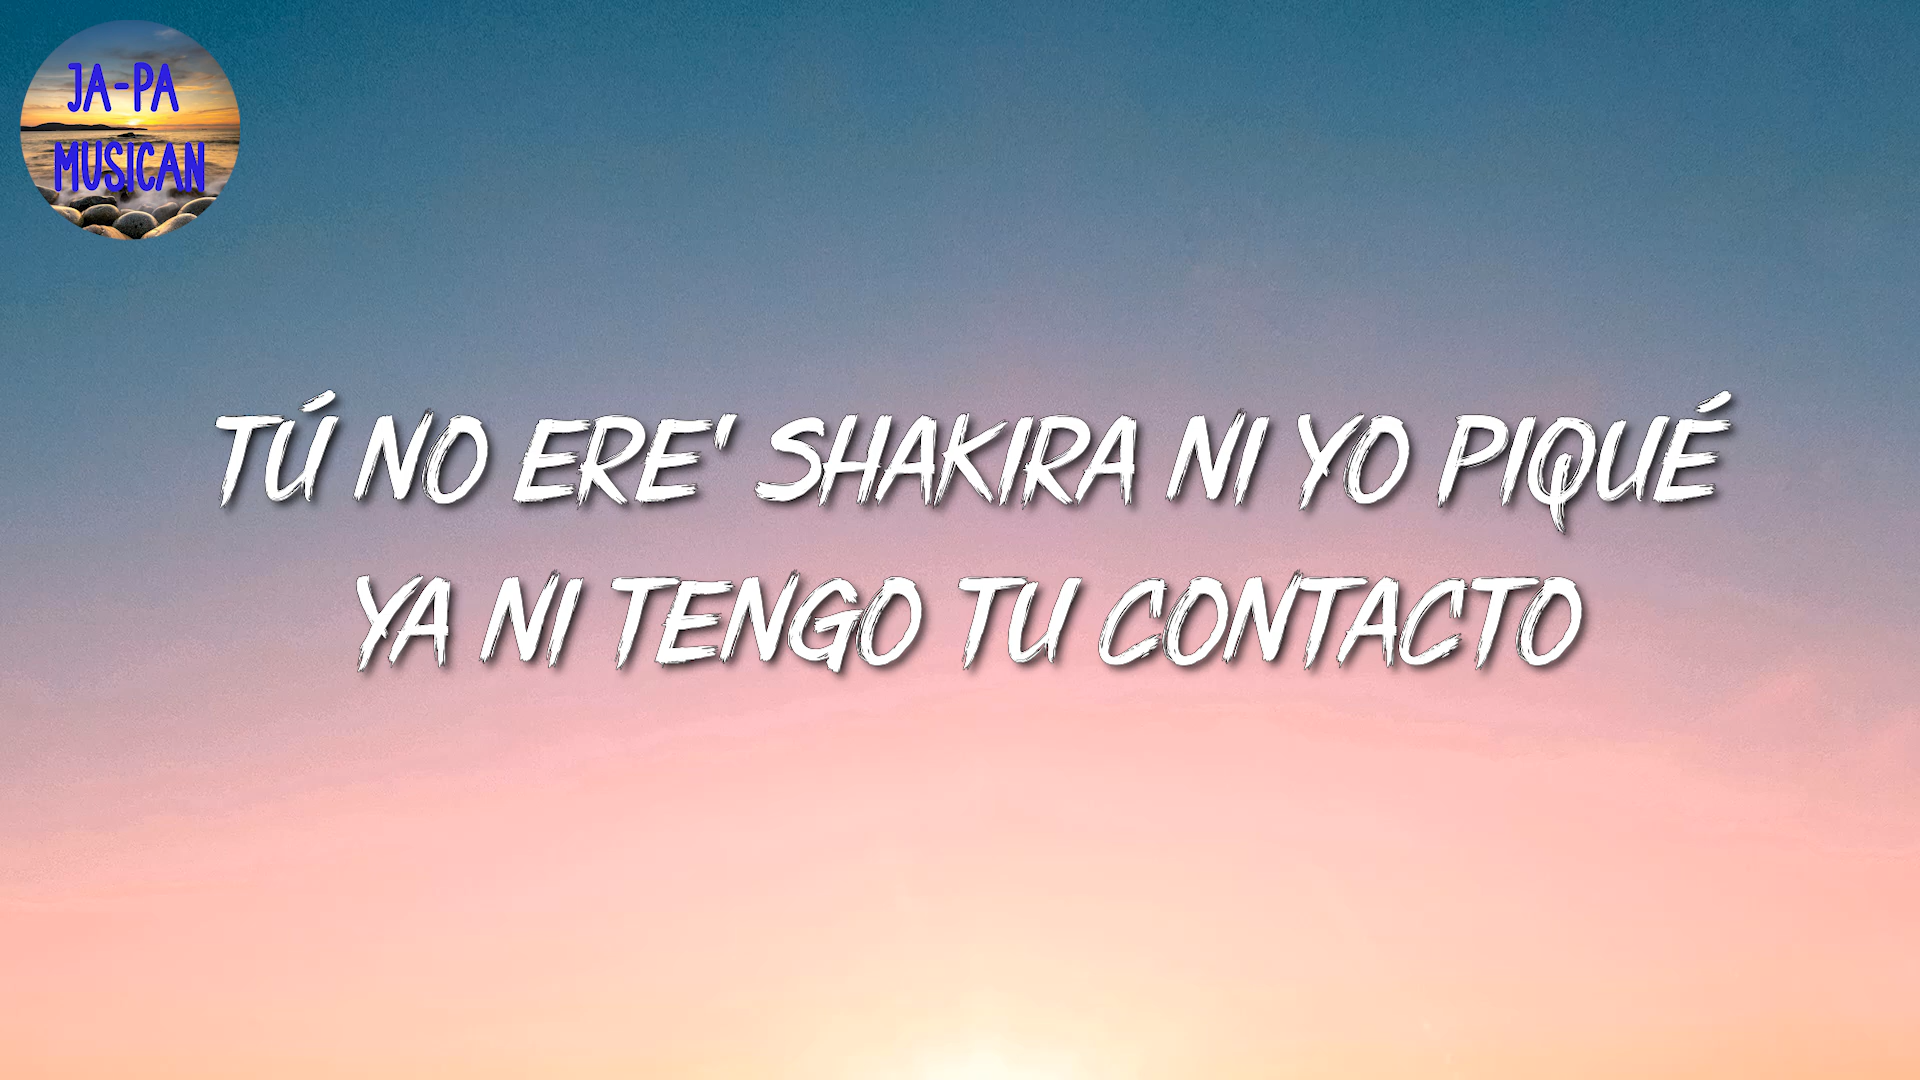 JA-PA
MUSICAN
TÚ NO ERE' SHAKIRA NI YO PIQUÉ
YA NI TENGO TU CONTACTO